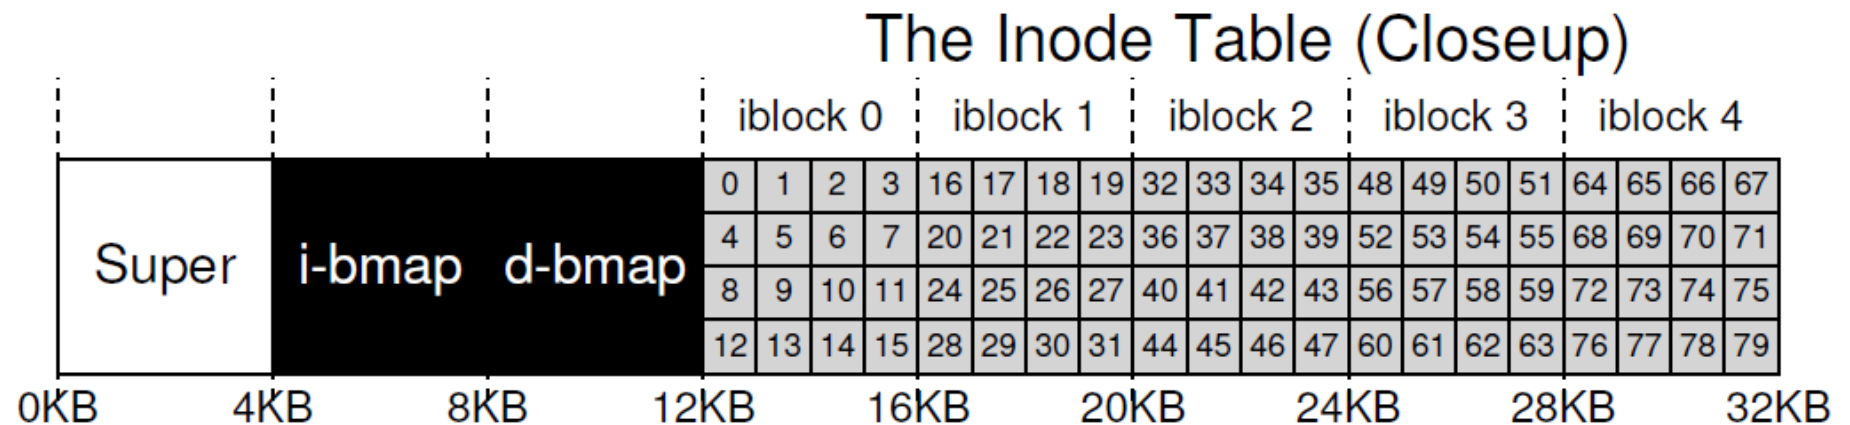 The Inode Table (Closeup)
iblock 0 iblock 1 iblock 2 iblock 3 iblock 4
0 1 2 3 16 17 18 19 32 33 34 35 48 49 50 51 64 65 66 67
4 5 6 7 20 21 22 23 36 37 38 39 52 53 54 55 68 69 70 71
Super i-bmap d-bmap
8 9 10 11 24 25 26 27 40 41 42 43 56 57 58 59 72 73 74 75
12 13 14 15 28 29 30 31 44 45 46 47 60 61 62 63 76 77 78 79
0KB 4KB 8KB 12KB 16KB 20KB 24KB 28KB 32KB